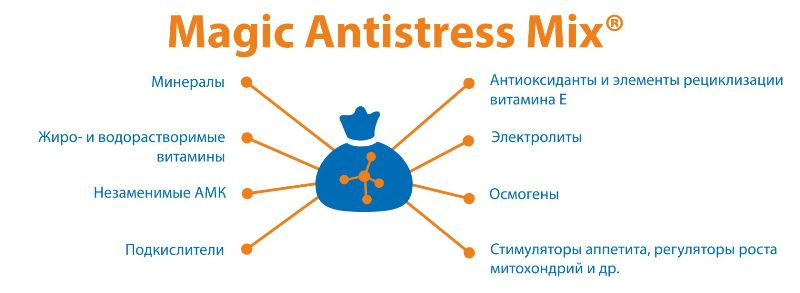 Magic Antistress Mix®
Минералы
Жиро- и водорастворимые
витамины
Незаменимые АМК
Подкислители
Антиоксиданты и элементы рециклизации
витамина Е
Электролиты
Осмогены
Стимуляторы аппетита, регуляторы роста
митохондрий и др.